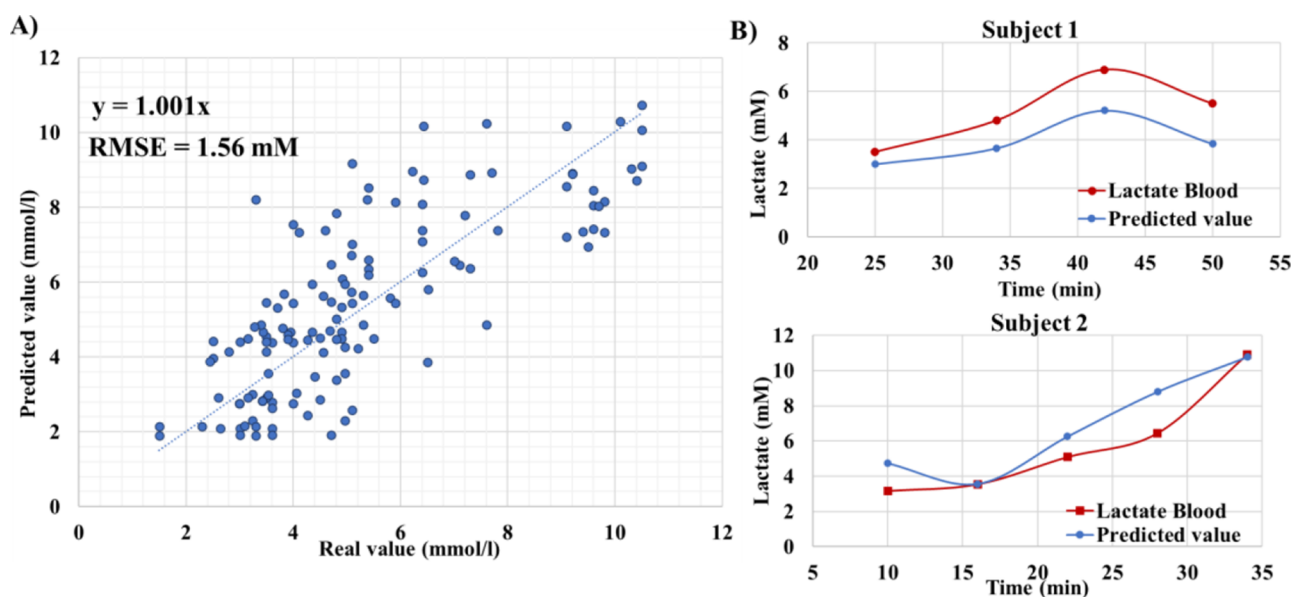 A)
12
10
8
6
4
2
0
Predicted value (mmol/l)
y = 1.001x
RMSE = 1.56 mM
0 2 4 6 8 10 12
Real value (mmol/l)
B)
Subject 1
8
6
4
2
0
Lactate (mM)
Lactate Blood
Predicted value
20 25 30 35 40 45 50 55
Time (min)
Subject 2
12
10
8
6
4
2
0
Lactate (mM)
Lactate Blood
Predicted value
5 10 15 20 25 30 35
Time (min)